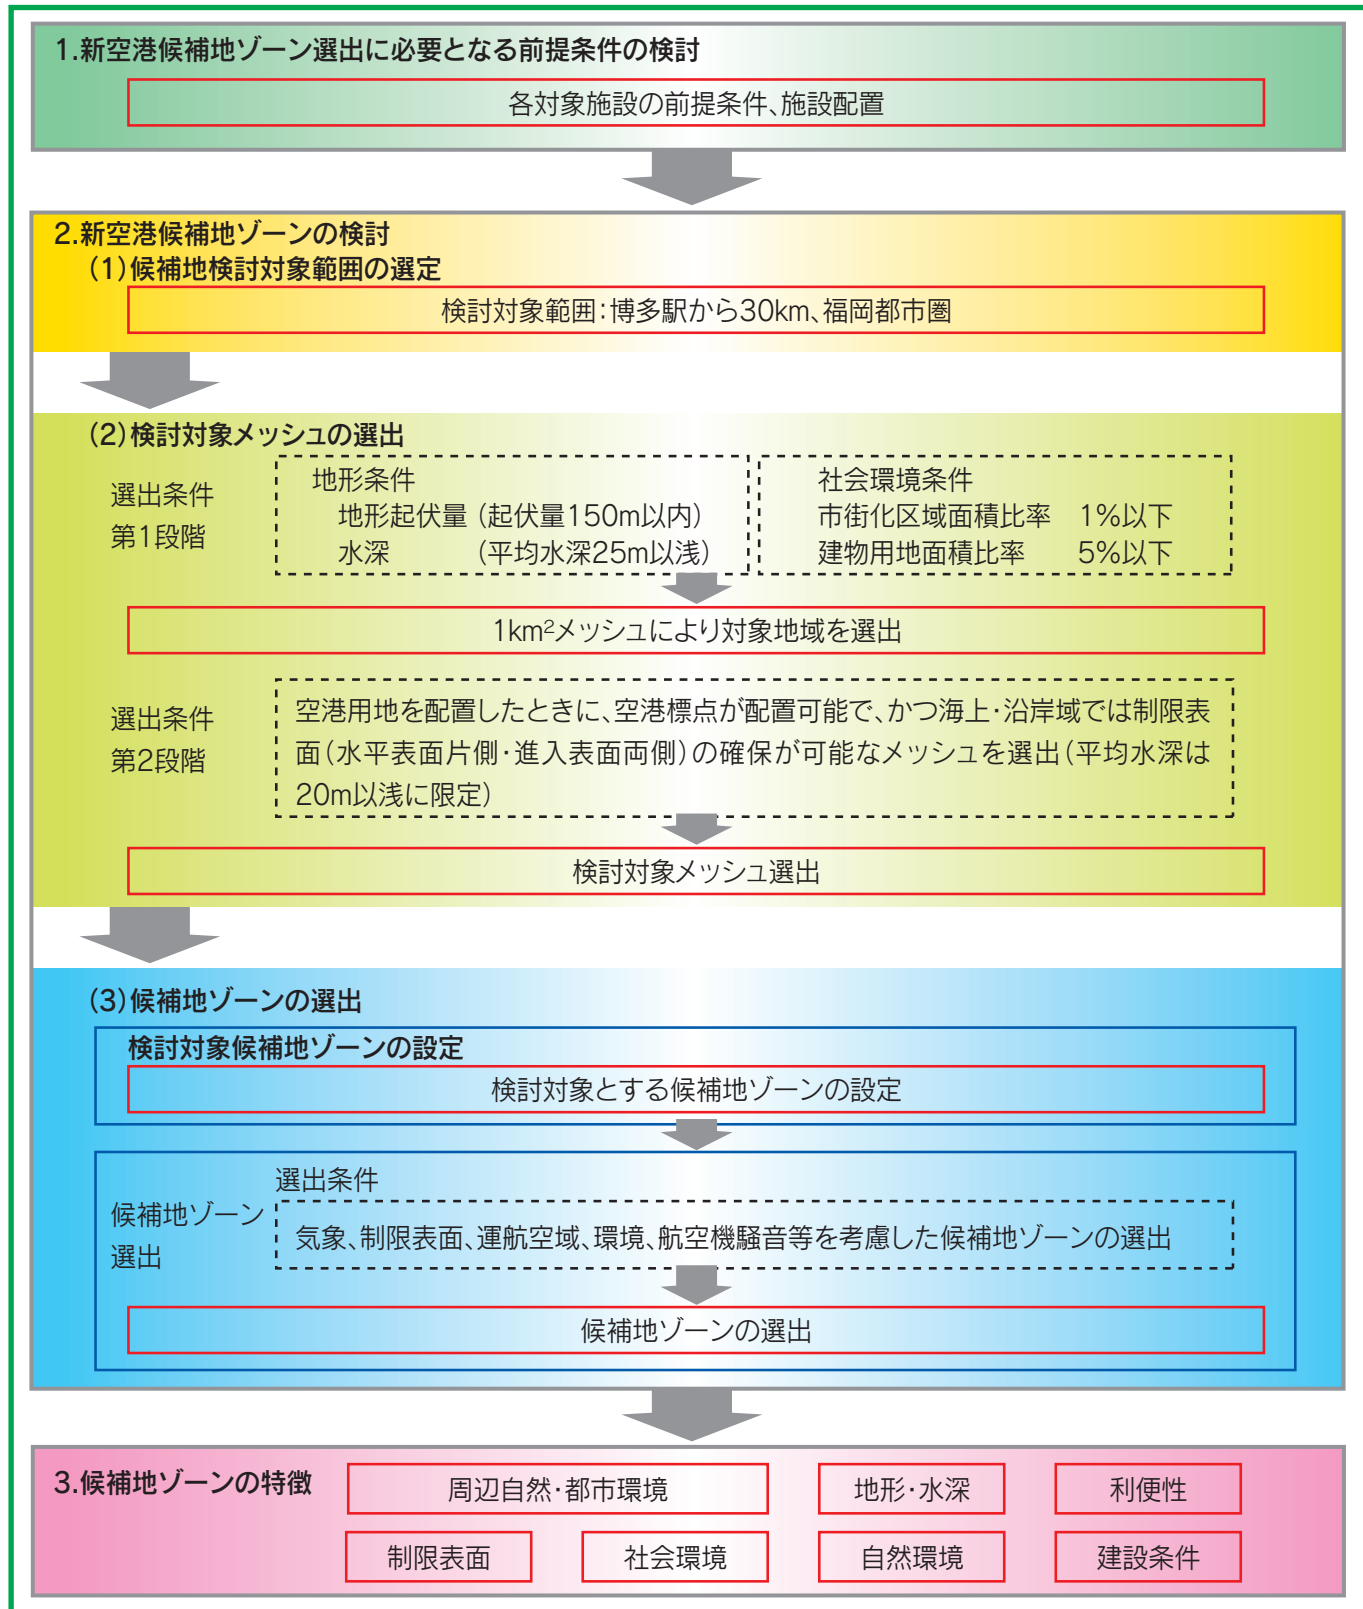 1.新空港候補地ゾーン選出に必要となる前提条件の検討
各対象施設の前提条件、施設配置
2.新空港候補地ゾーンの検討
(1)候補地検討対象範囲の選定
検討対象範囲:博多駅から30km、福岡都市圏
(2)検討対象メッシュの選出
選出条件
第1段階
地形条件
地形起伏量(起伏量150m以内)
水深 (平均水深25m以浅)
社会環境条件
市街化区域面積比率 1%以下
建物用地面積比率 5%以下
1km²メッシュにより対象地域を選出
選出条件
第2段階
空港用地を配置したときに、空港標点が配置可能で、かつ海上・沿岸域では制限表
面(水平表面片側・進入表面両側)の確保が可能なメッシュを選出(平均水深は
20m以浅に限定)
検討対象メッシュ選出
(3)候補地ゾーンの選出
検討対象候補地ゾーンの設定
検討対象とする候補地ゾーンの設定
候補地ゾーン
選出
選出条件
気象、制限表面、運航空域、環境、航空機騒音等を考慮した候補地ゾーンの選出
候補地ゾーンの選出
3.候補地ゾーンの特徴
周辺自然・都市環境
地形・水深
利便性
制限表面
社会環境
自然環境
建設条件